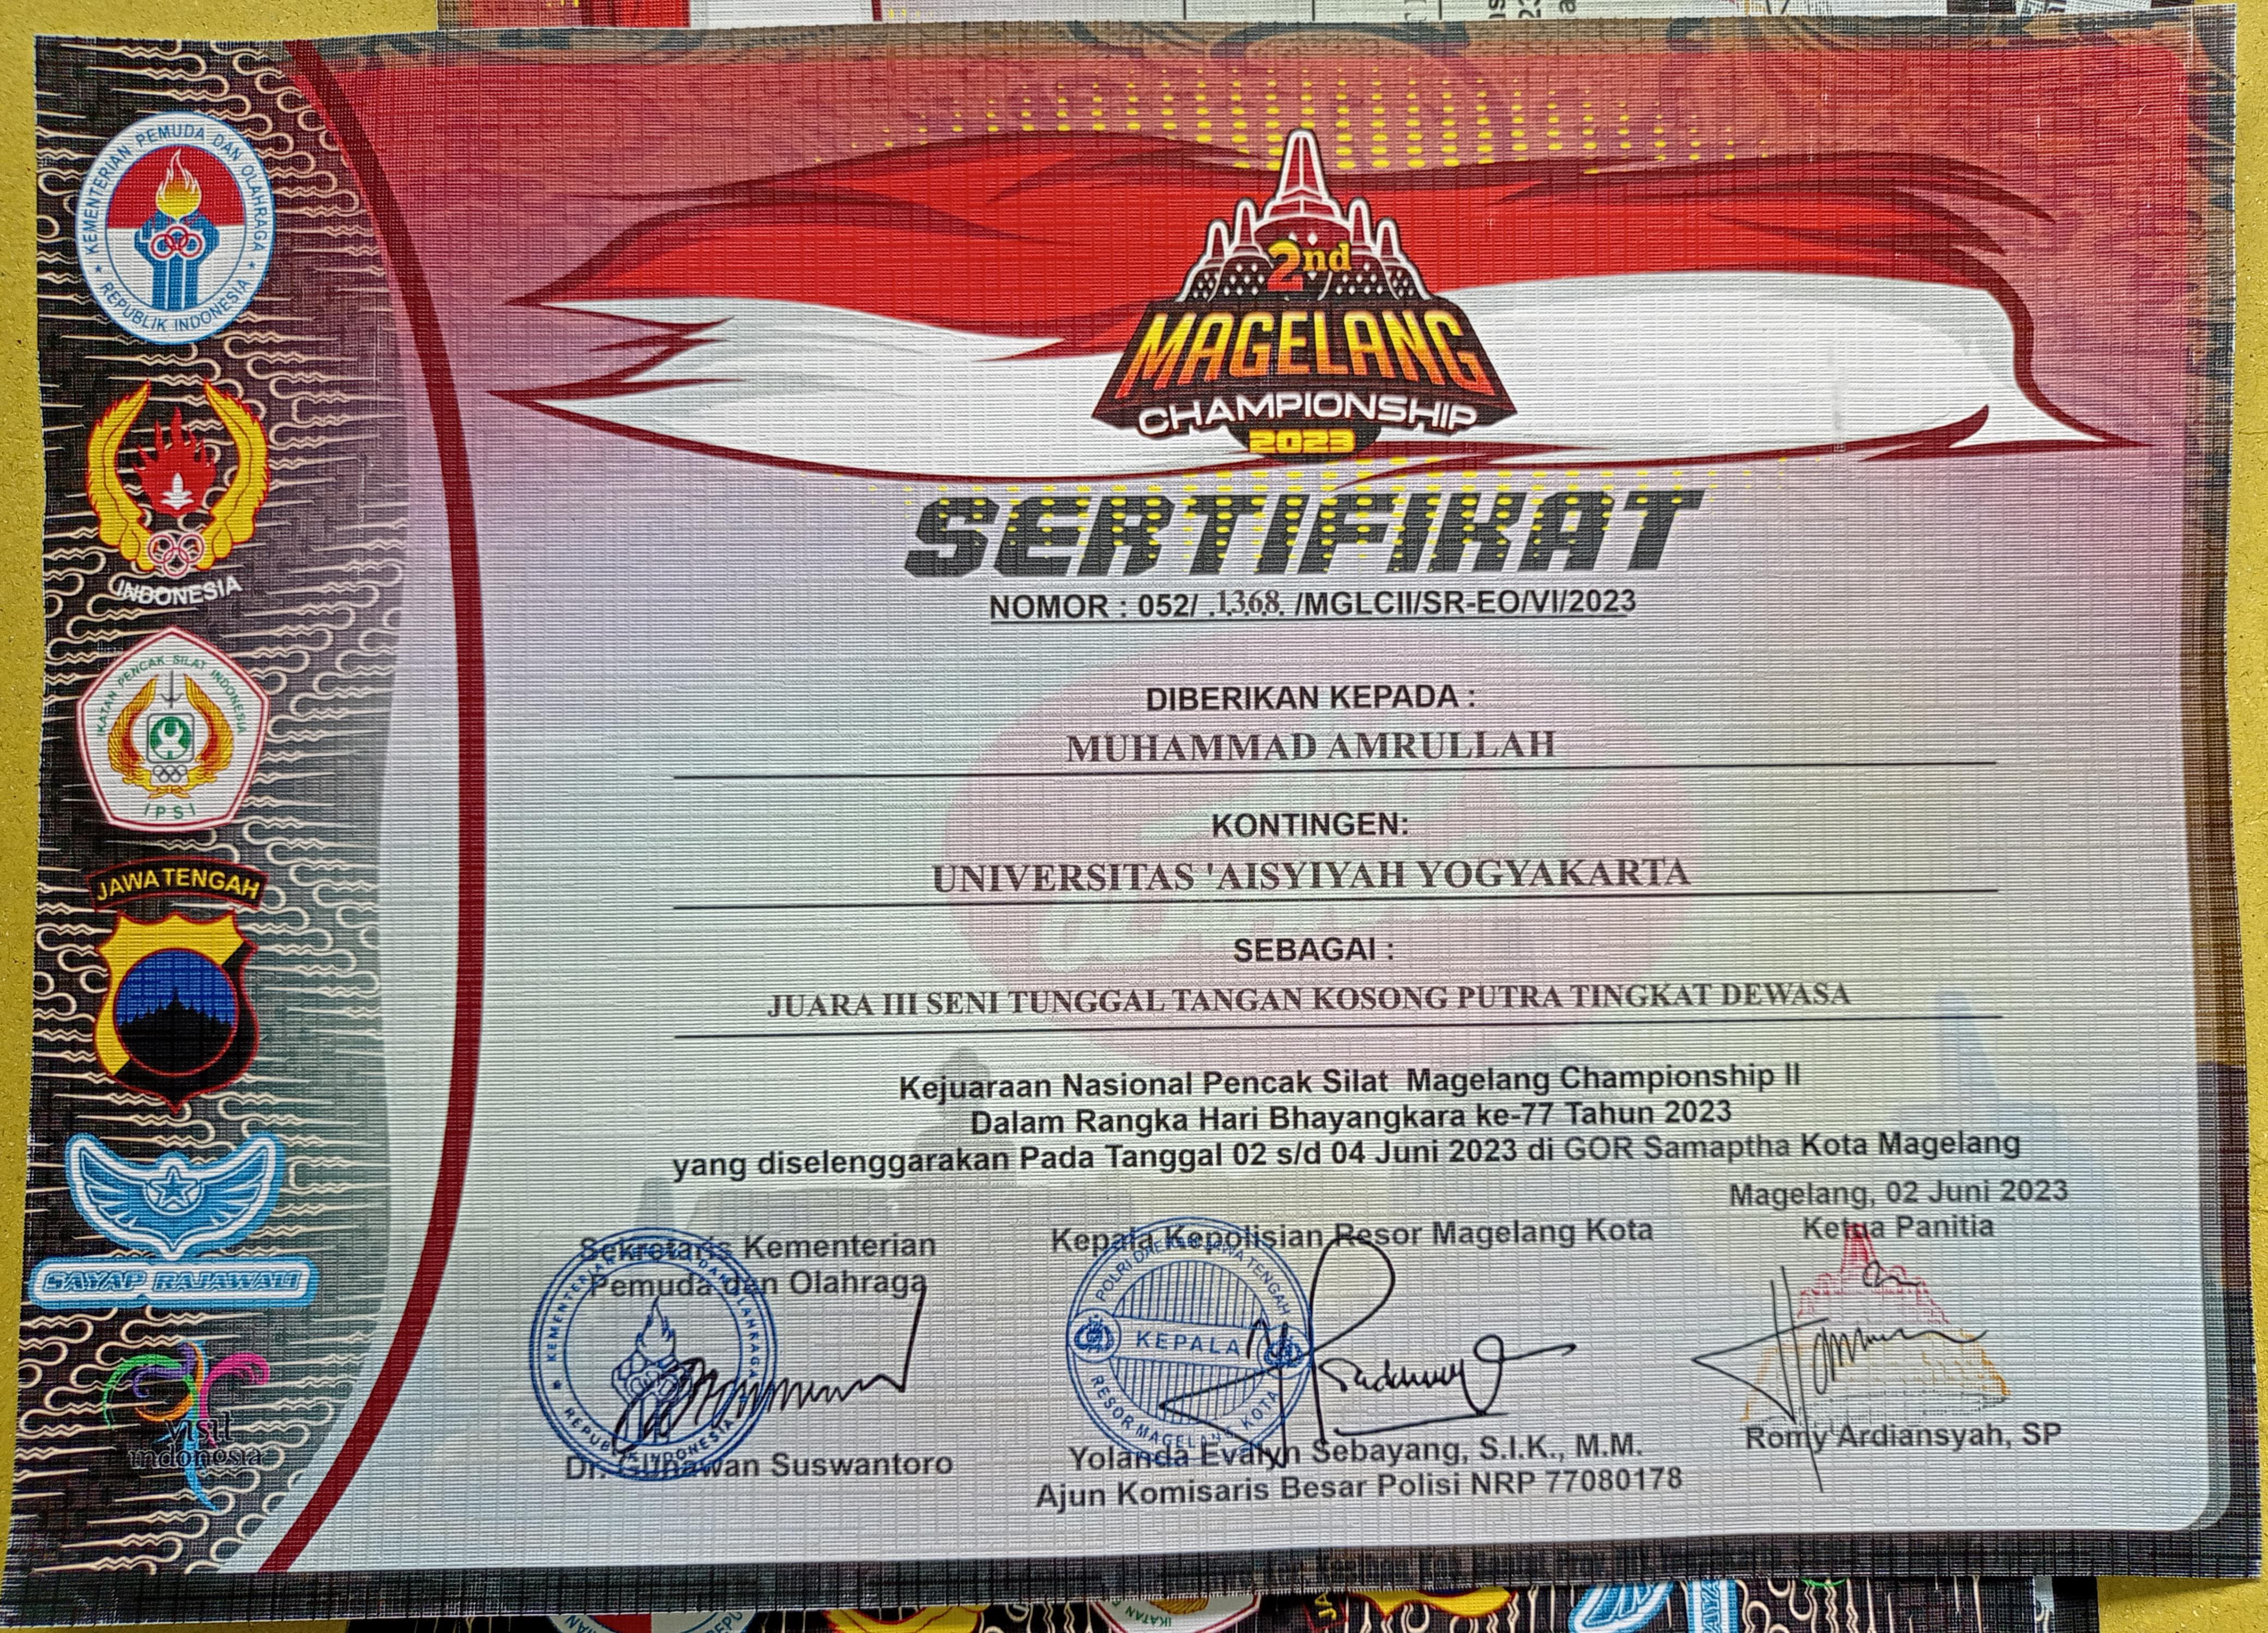 KEMENTERIAN PEMUDA DAN OLAHRAGA
REPUBLIK INDONESIA
INDONESIA
IKATAN PENCAK SILAT INDONESIA
IPSI
JAWA TENGAH
SAYAP RAJAWALI
visit
indonesia
2nd
MAGELANG
CHAMPIONSHIP
2023
SERTIFIKAT
NOMOR : 052/ .1368. /MGLCII/SR-EO/VI/2023
DIBERIKAN KEPADA :
MUHAMMAD AMRULLAH
KONTINGEN:
UNIVERSITAS 'AISYIYAH YOGYAKARTA
SEBAGAI :
JUARA III SENI TUNGGAL TANGAN KOSONG PUTRA TINGKAT DEWASA
Kejuaraan Nasional Pencak Silat Magelang Championship II
Dalam Rangka Hari Bhayangkara ke-77 Tahun 2023
yang diselenggarakan Pada Tanggal 02 s/d 04 Juni 2023 di GOR Samaptha Kota Magelang
Magelang, 02 Juni 2023
Sekretaris Kementerian
Pemuda dan Olahraga
KEMENTERIAN PEMUDA DAN OLAHRAGA
REPUBLIK INDONESIA
Dr. Gunawan Suswantoro
Kepala Kepolisian Resor Magelang Kota
POLRI DAERAH JAWA TENGAH
KEPALA
RESOR MAGELANG KOTA
Yolanda Evalyn Sebayang, S.I.K., M.M.
Ajun Komisaris Besar Polisi NRP 77080178
Ketua Panitia
Romy Ardiansyah, SP